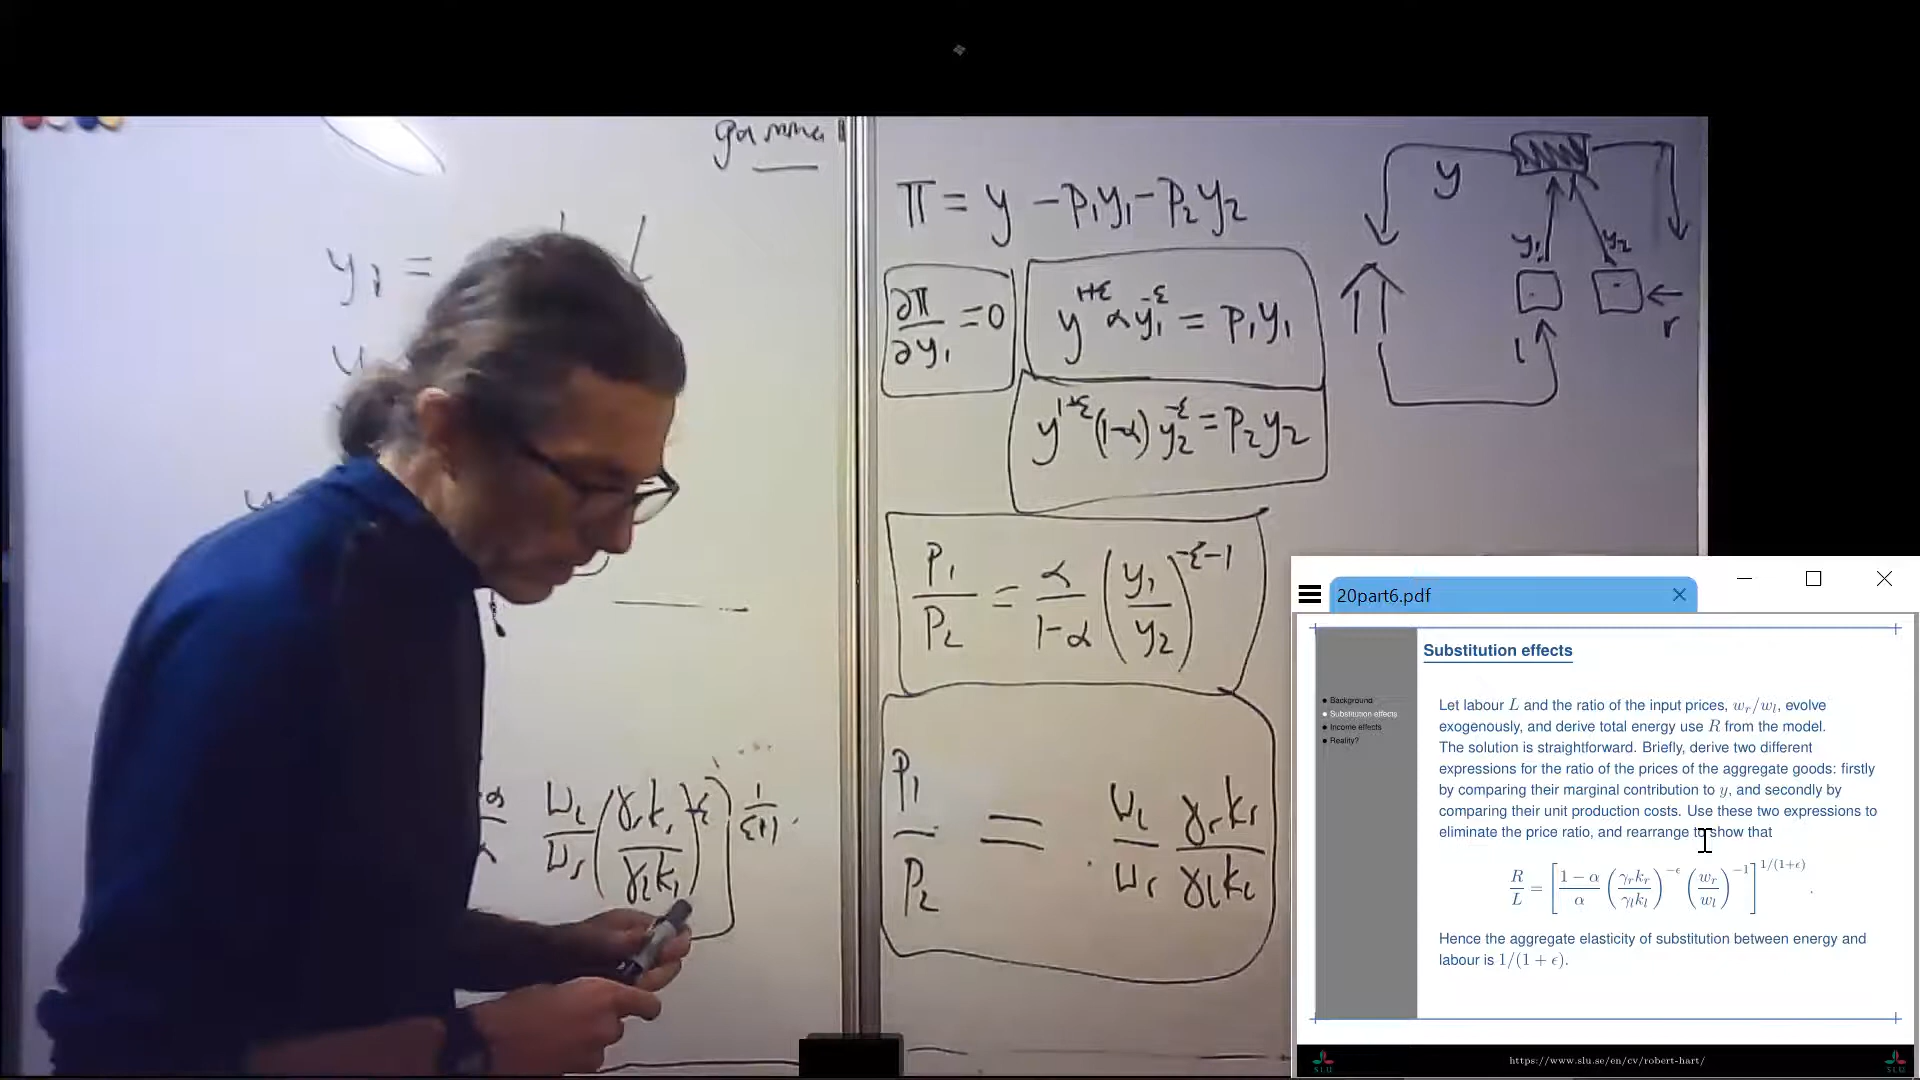 gamma
y₂ =
w_l/w_r (γ_r k_r/γ_l k_l)^-ε)^1/(ε+1) .
π = y - p₁y₁ - p₂y₂
∂π/∂y₁ = 0
y^1+ε α y₁^-ε = p₁y₁
y^1+ε (1-α) y₂^-ε = p₂y₂
p₁/p₂ = α/1-α (y₁/y₂)^-ε-1
p₁/p₂ = w_l/w_r γ_r k_r/γ_l k_l
y
y₁ y₂
l r
20part6.pdf
Substitution effects
• Background
• Substitution effects
• Income effects
• Reality?
Let labour L and the ratio of the input prices, w_r/w_l, evolve
exogenously, and derive total energy use R from the model.
The solution is straightforward. Briefly, derive two different
expressions for the ratio of the prices of the aggregate goods: firstly
by comparing their marginal contribution to y, and secondly by
comparing their unit production costs. Use these two expressions to
eliminate the price ratio, and rearrange to show that
R/L = [1 − α/α (γ_r k_r/γ_l k_l)^−ϵ (w_r/w_l)^−1]^1/(1+ϵ) .
Hence the aggregate elasticity of substitution between energy and
labour is 1/(1 + ϵ).
SLU https://www.slu.se/en/cv/robert-hart/ SLU